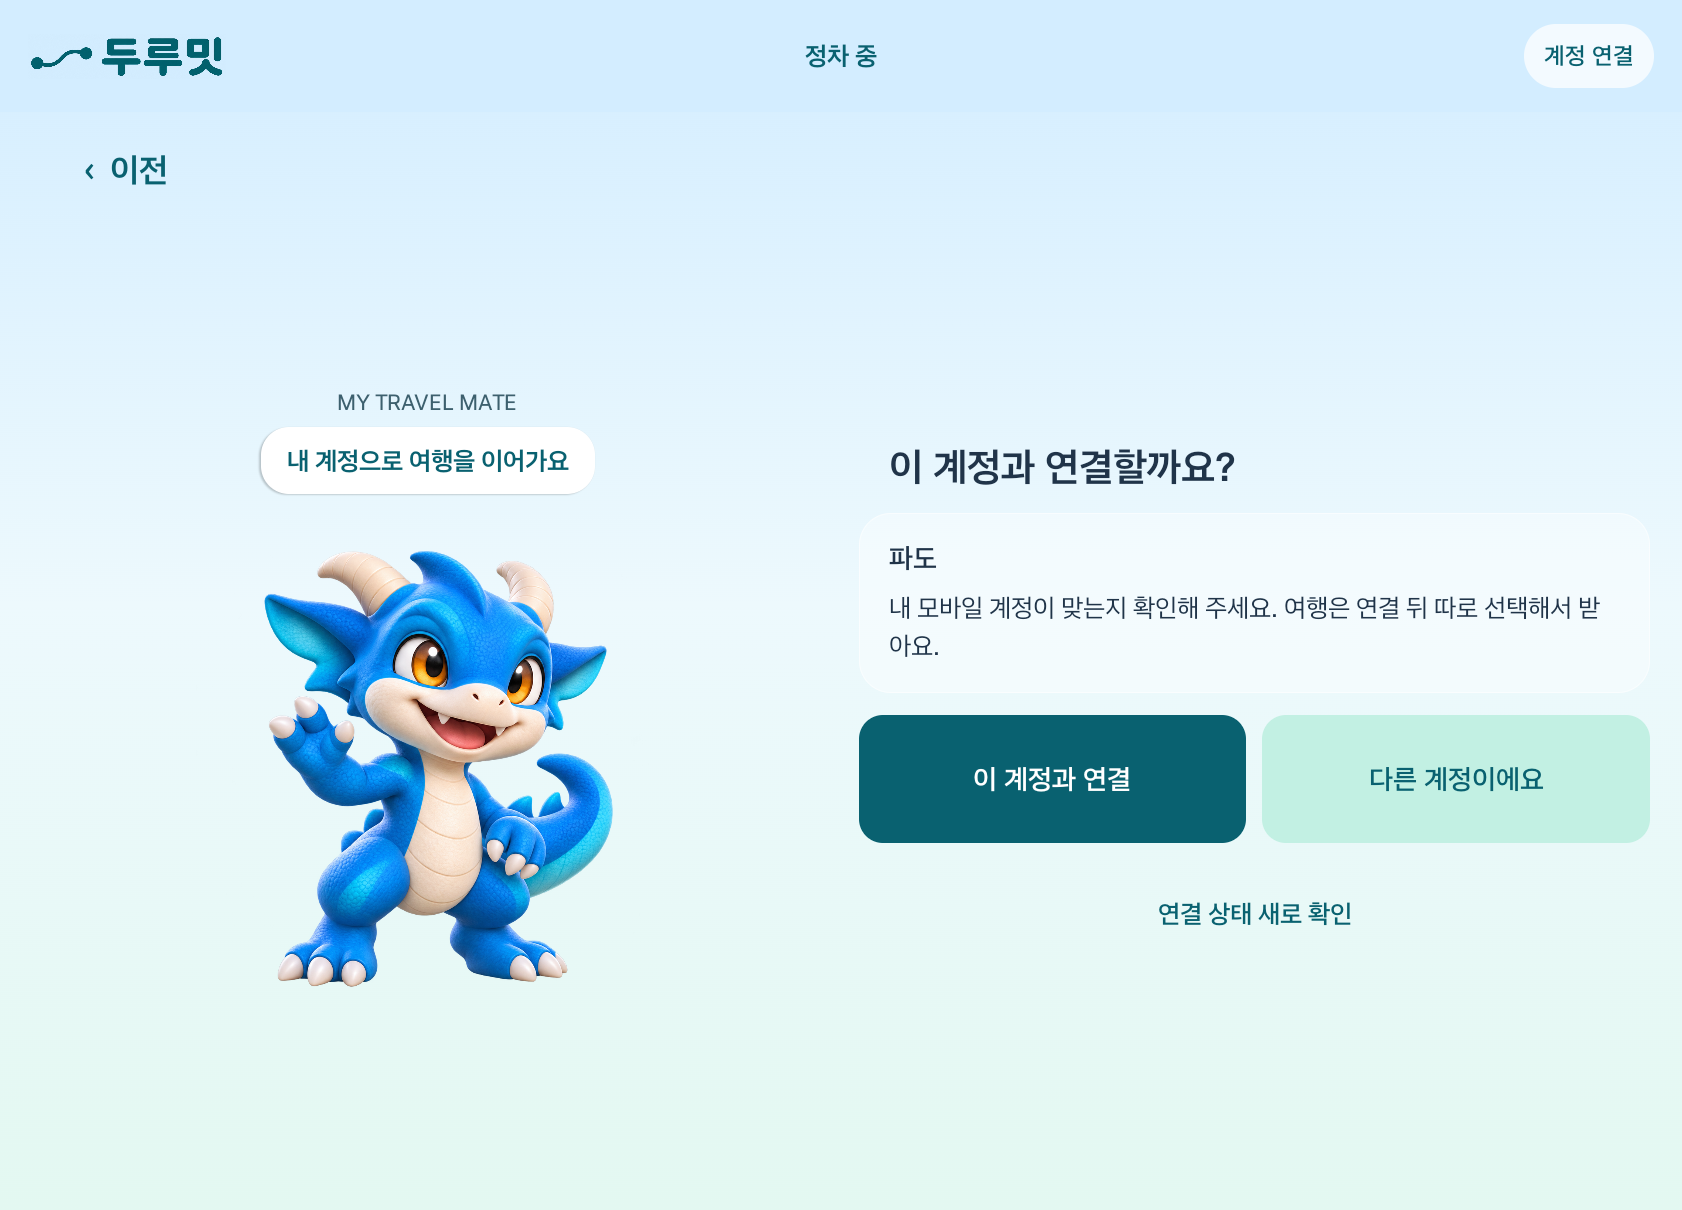 두루밋
정차 중
계정 연결
‹ 이전
MY TRAVEL MATE
내 계정으로 여행을 이어가요
이 계정과 연결할까요?
파도
내 모바일 계정이 맞는지 확인해 주세요. 여행은 연결 뒤 따로 선택해서 받
아요.
이 계정과 연결
다른 계정이에요
연결 상태 새로 확인